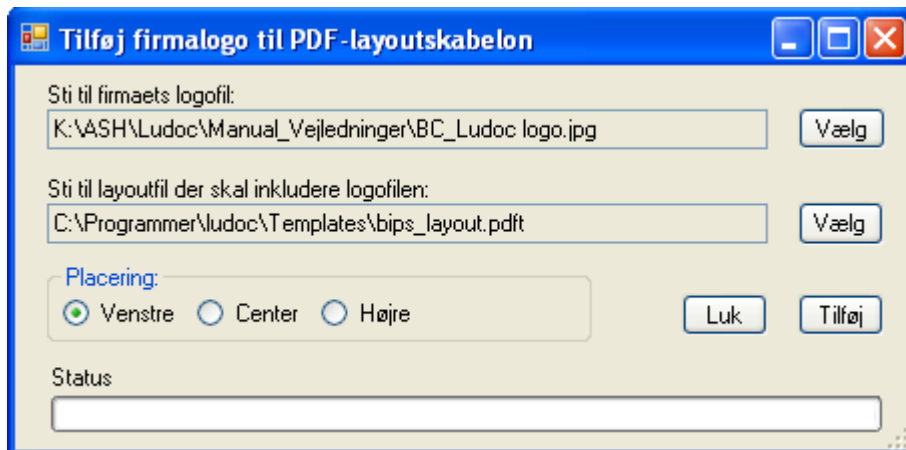 Tilføj firmalogo til PDF-layoutskabelon
Sti til firmaets logofil:
K:\ASH\Ludoc\Manual_Vejledninger\BC_Ludoc logo.jpg
Vælg
Sti til layoutfil der skal inkludere logofilen:
C:\Programmer\ludoc\Templates\bips_layout.pdft
Vælg
Placering:
Venstre Center Højre
Luk Tilføj
Status